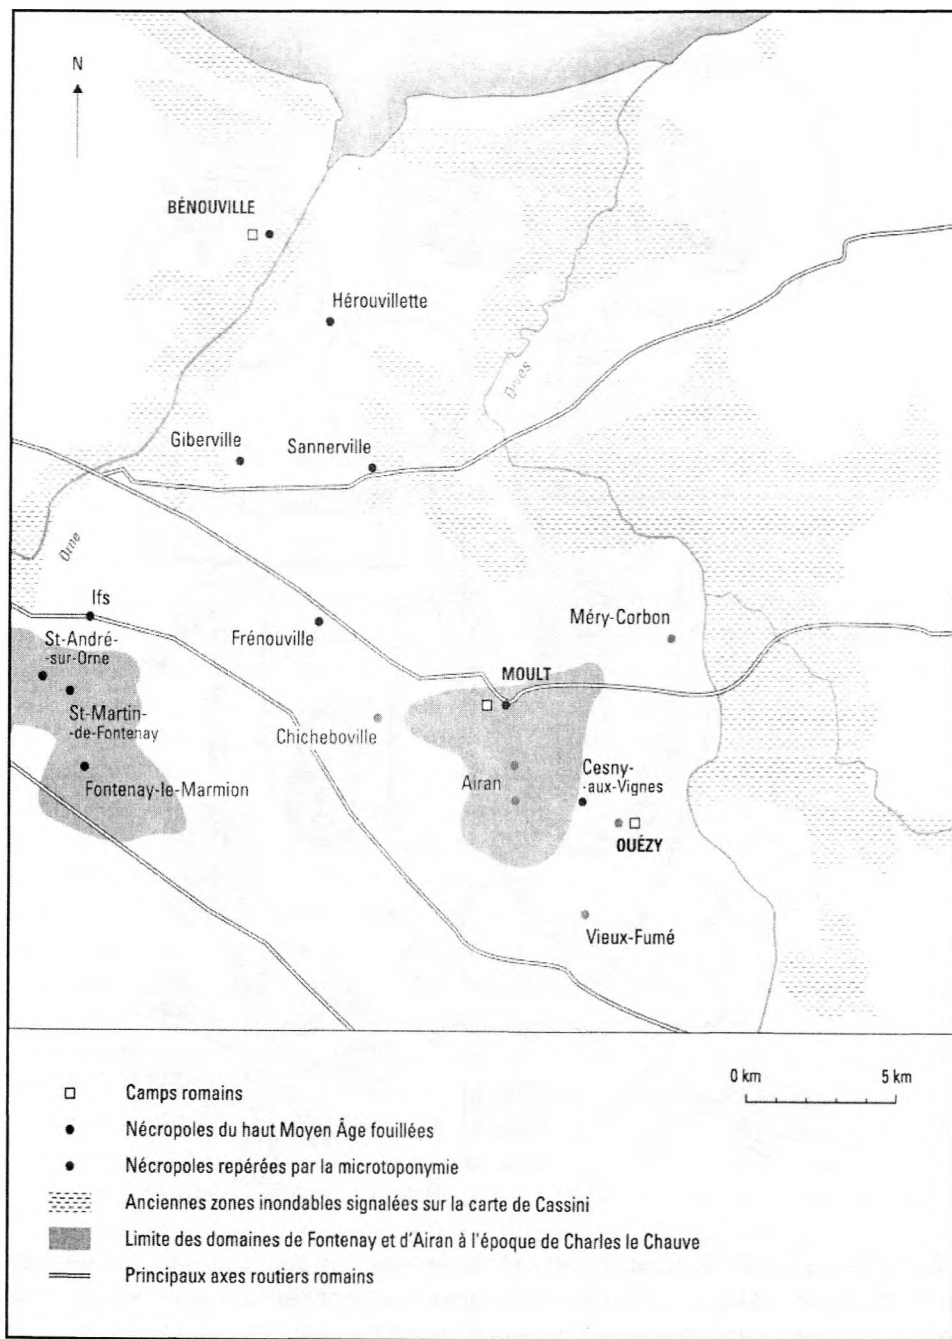 N
BÉNOUVILLE
Hérouvillette
Dives
Giberville
Sannerville
Orne
Ifs
St-André-
-sur-Orne
Frénouville
Méry-Corbon
MOULT
St-Martin-
-de-Fontenay
Chicheboville
Airan
Cesny-
-aux-Vignes
Fontenay-le-Marmion
OUÉZY
Vieux-Fumé
0 km 5 km
Camps romains
Nécropoles du haut Moyen Âge fouillées
Nécropoles repérées par la microtoponymie
Anciennes zones inondables signalées sur la carte de Cassini
Limite des domaines de Fontenay et d'Airan à l'époque de Charles le Chauve
Principaux axes routiers romains